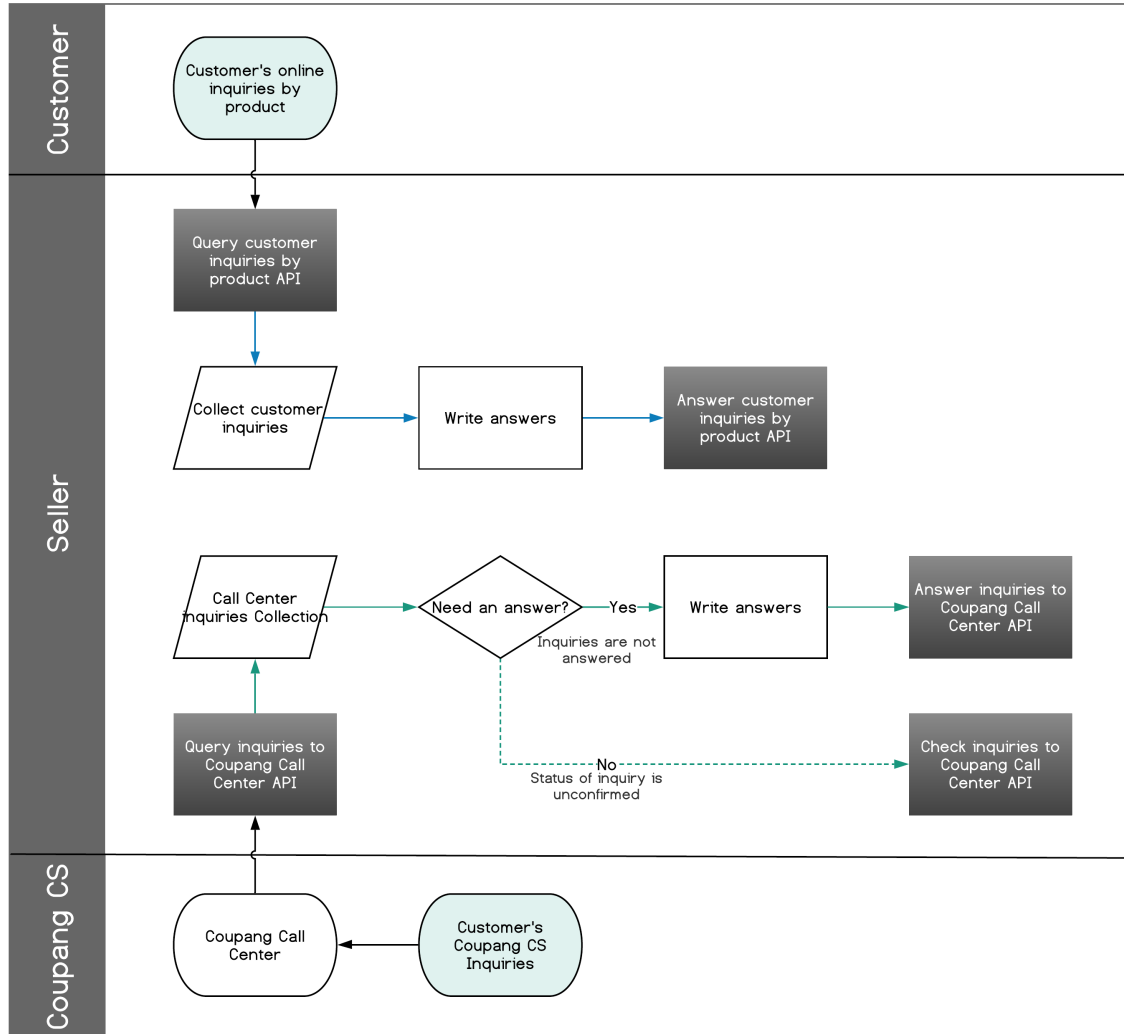 Customer
Customer's online
inquiries by
product
Seller
Query customer
inquiries by
product API
Collect customer
inquiries
Write answers
Answer customer
inquiries by
product API
Call Center
inquiries Collection
Need an answer?
Yes
Inquiries are not
answered
Write answers
Answer inquiries to
Coupang Call
Center API
Query inquiries to
Coupang Call
Center API
No
Status of inquiry is
unconfirmed
Check inquiries to
Coupang Call
Center API
Coupang CS
Coupang Call
Center
Customer's
Coupang CS
Inquiries